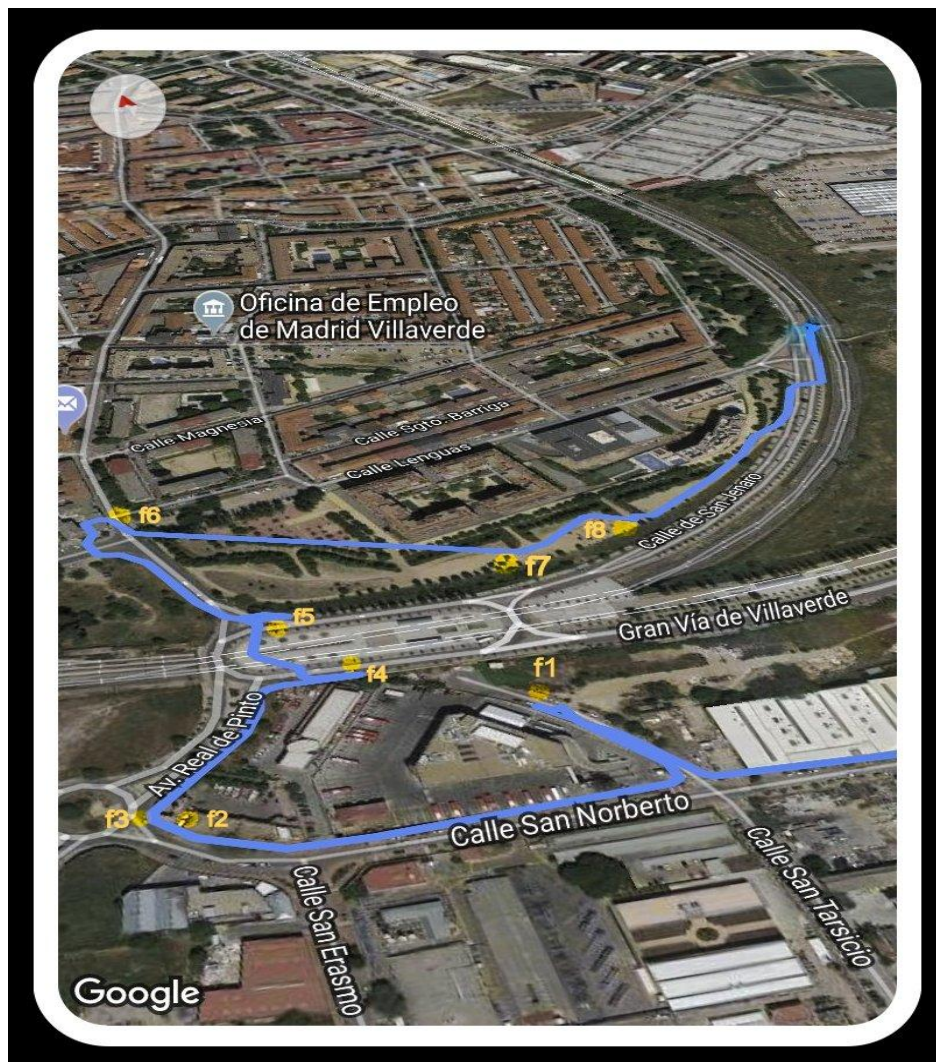 Oficina de Empleo
de Madrid Villaverde
Calle Magnesia
Calle Sgto. Barriga
Calle Lenguas
f6
f8
Calle de San Jenaro
f7
f5
Gran Vía de Villaverde
f4
f1
Av. Real de Pinto
f3
f2
Calle San Norberto
Calle San Erasmo
Calle San Tarsicio
Google